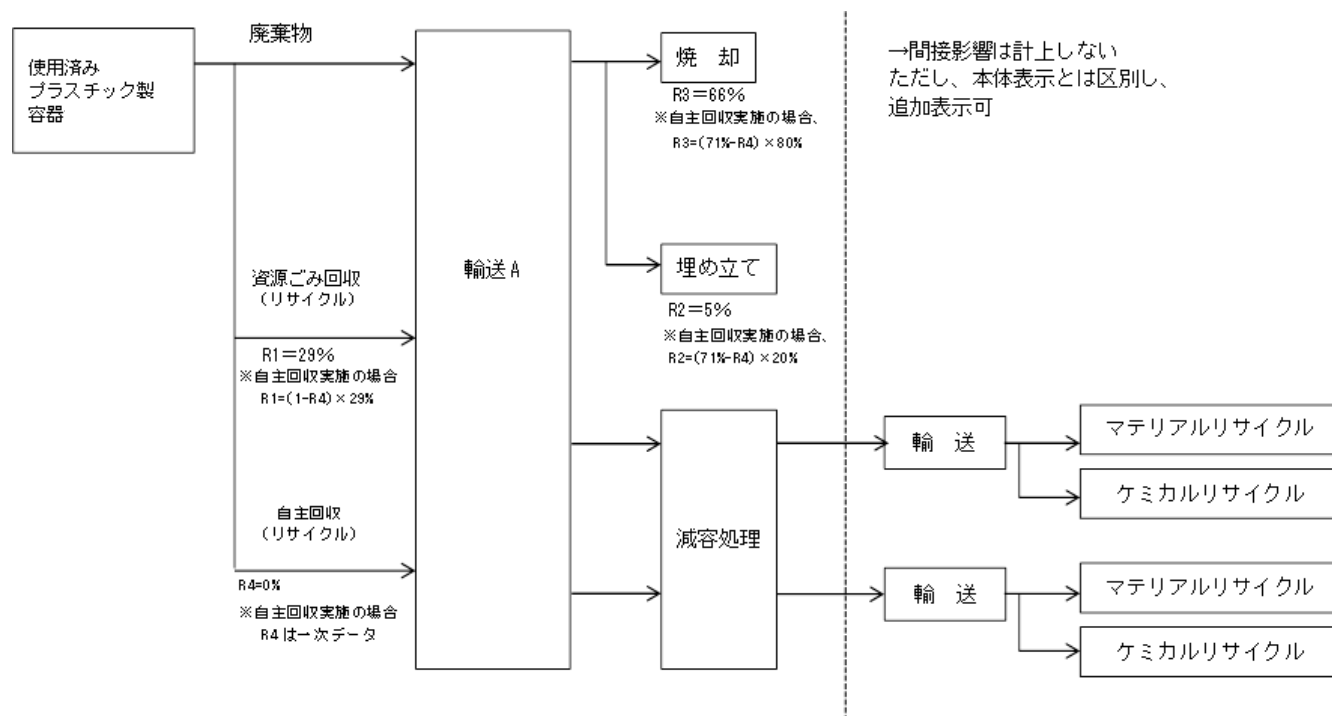 使用済み
プラスチック製
容器
廃棄物
資源ごみ回収
(リサイクル)
R1=29%
※自主回収実施の場合
R1=(1-R4)×29%
自主回収
(リサイクル)
R4=0%
※自主回収実施の場合
R4は一次データ
輸送A
焼 却
R3=66%
※自主回収実施の場合、
R3=(71%-R4)×80%
埋め立て
R2=5%
※自主回収実施の場合、
R2=(71%-R4)×20%
減容処理
→間接影響は計上しない
ただし、本体表示とは区別し、
追加表示可
輸 送
マテリアルリサイクル
ケミカルリサイクル
輸 送
マテリアルリサイクル
ケミカルリサイクル